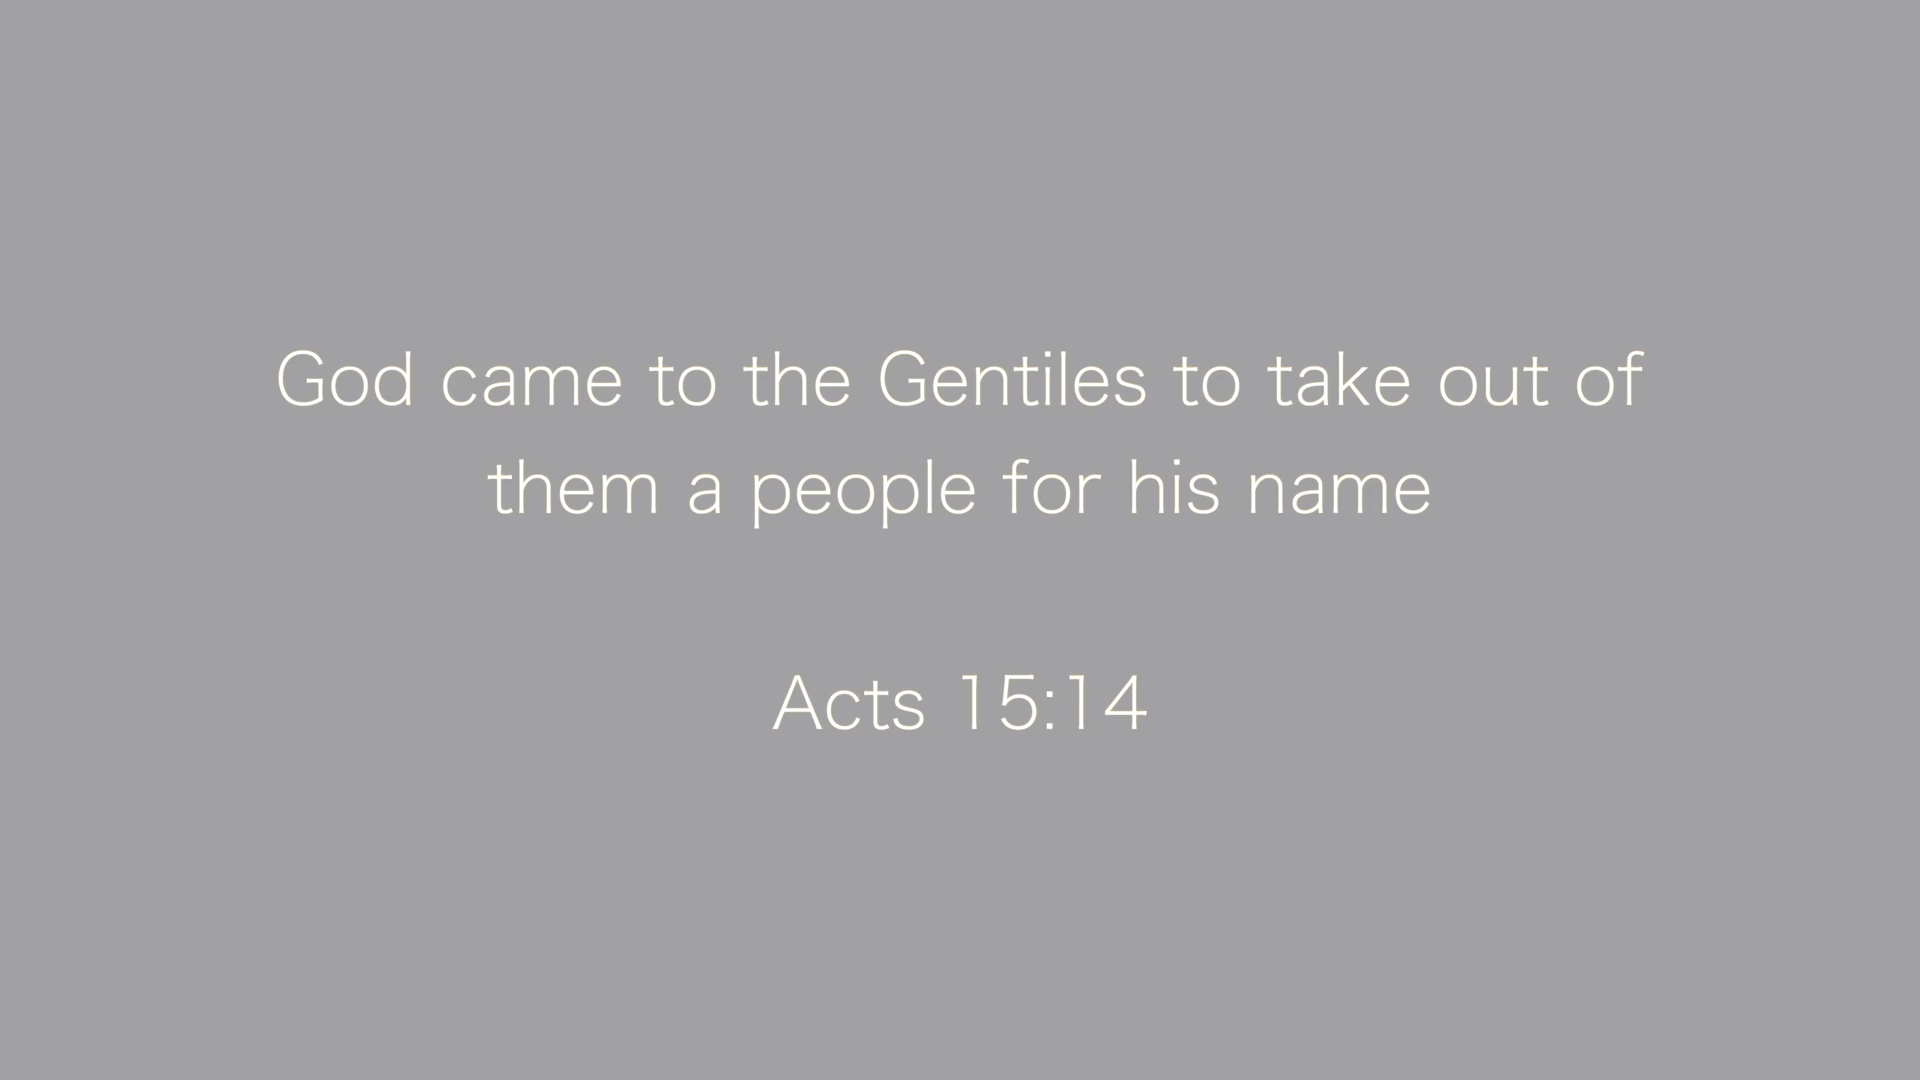 God came to the Gentiles to take out of
them a people for his name
Acts 15:14